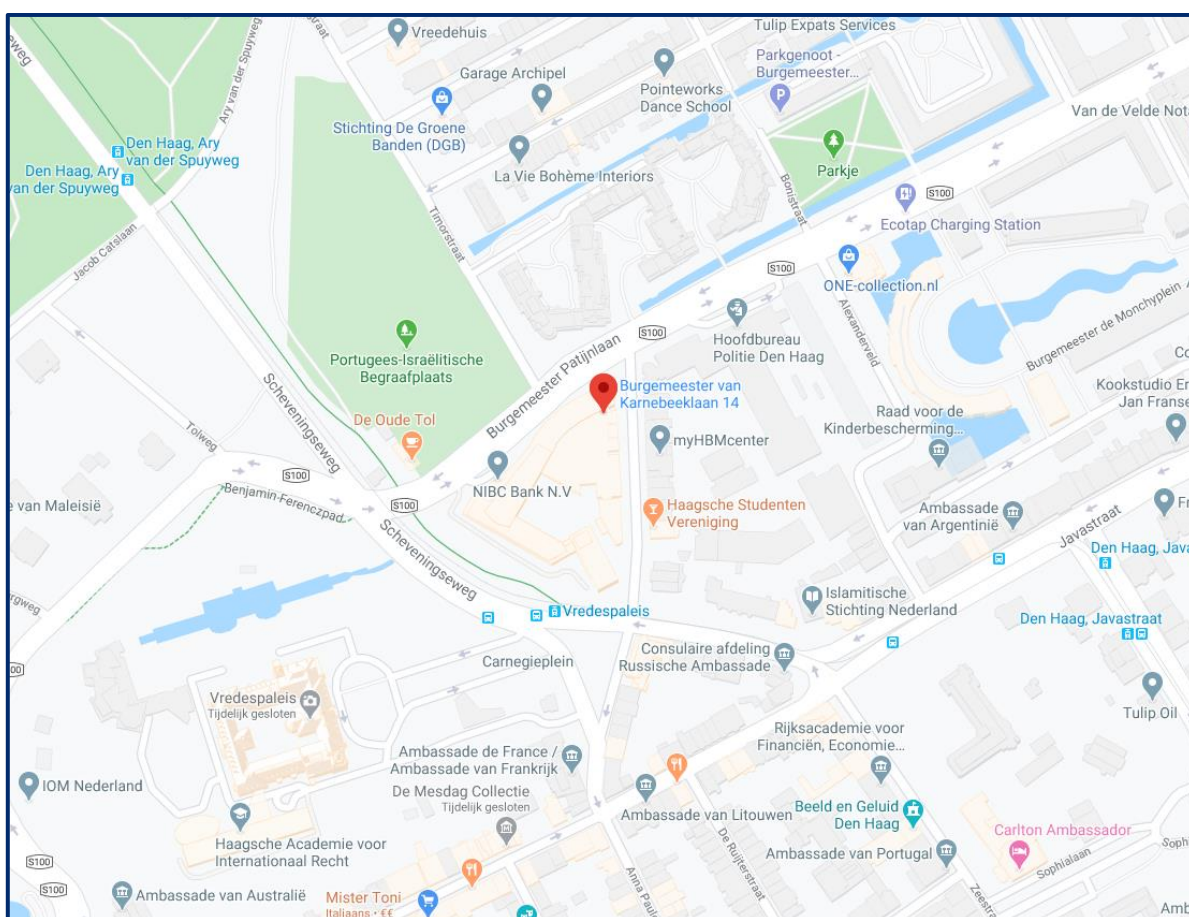 Tulip Expats Services
Vreedehuis
Parkgenoot -
Burgemeester...
Garage Archipel
Pointeworks
Dance School
Ary van der Spuyweg
Stichting De Groene
Banden (DGB)
Van de Velde Nota
Den Haag, Ary
van der Spuyweg
Den Haag, Ary
van der Spuyweg
La Vie Bohème Interiors
Parkje
S100
Bonistraat
Timorstraat
Ecotap Charging Station
Jacob Catslaan
S100
ONE-collection.nl
Alexanderveld
Burgemeester de Monchyplein
S100
Hoofdbureau
Politie Den Haag
Portugees-Israëlitische
Begraafplaats
Burgemeester Patijnlaan
Burgemeester van
Karnebeeklaan 14
Scheveningseweg
Kookstudio En
Jan Franse
De Oude Tol
Raad voor de
Kinderbescherming...
myHBMcenter
Tolweg
S100
Benjamin Ferenczpad
S100
NIBC Bank N.V
Haagsche Studenten
Vereniging
e van Maleisië
Ambassade
van Argentinië
Javastraat
Scheveningseweg
Den Haag, Java
Islamitische
Stichting Nederland
Vredespaleis
Den Haag, Javastraat
Carnegieplein
Consulaire afdeling
Russische Ambassade
Vredespaleis
Tijdelijk gesloten
Tulip Oil
Rijksacademie voor
Financiën, Economie...
Ambassade de France /
Ambassade van Frankrijk
IOM Nederland
De Mesdag Collectie
Tijdelijk gesloten
Ambassade van Litouwen
Beeld en Geluid
Den Haag
Carlton Ambassador
Haagsche Academie voor
Internationaal Recht
De Ruijterstraat
Ambassade van Portugal
Sophialaan
S100
S100
Ambassade van Australië
Mister Toni
Italiaans • €€
Anna Paul
Zeestr
Amb